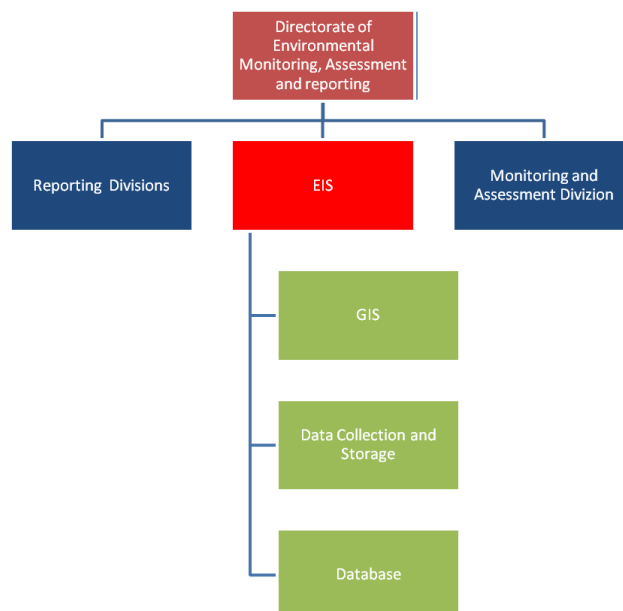 Directorate of
Environmental
Monitoring, Assessment
and reporting
Reporting Divisions
EIS
Monitoring and
Assessment Divizion
GIS
Data Collection and
Storage
Database